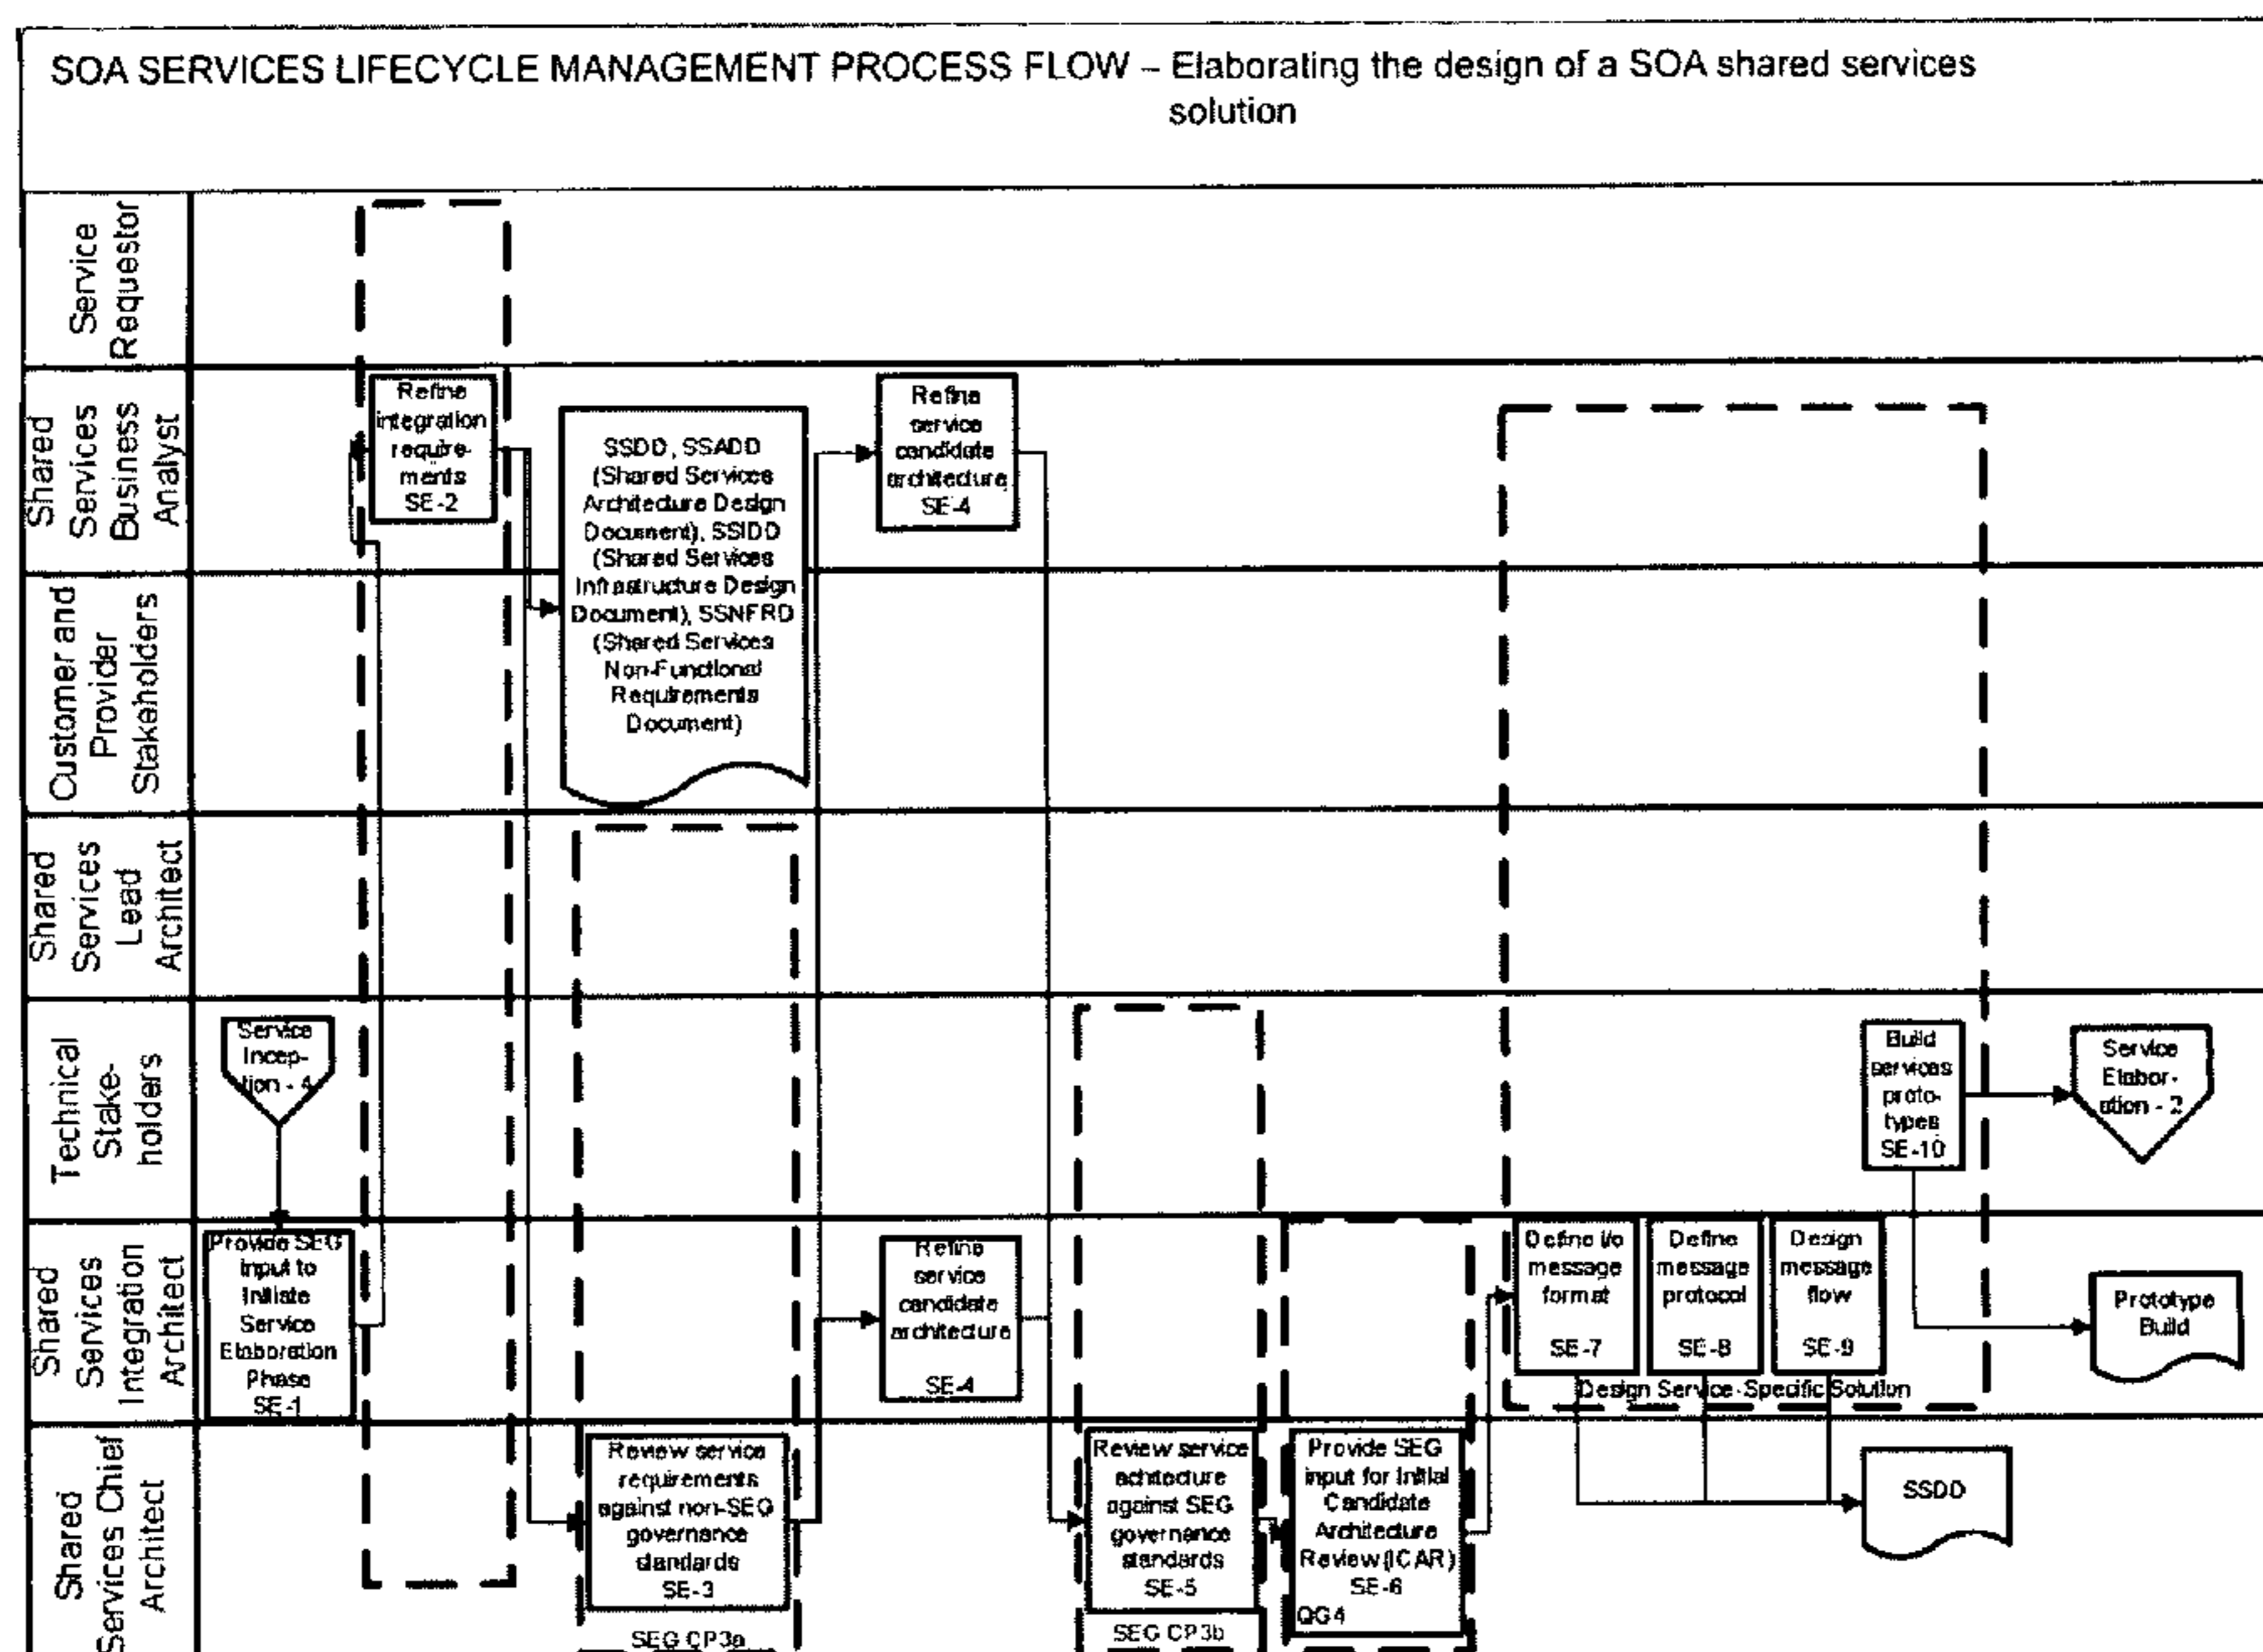 SOA SERVICES LIFECYCLE MANAGEMENT PROCESS FLOW – Elaborating the design of a SOA shared services
solution
Service
Requestor
Shared
Services
Business
Analyst
Refine
integration
require-
ments
SE-2
SSDD, SSADD
(Shared Services
Architecture Design
Document), SSIDD
(Shared Services
Infrastructure Design
Document), SSNFRD
(Shared Services
Non-Functional
Requirements
Document)
Refine
service
candidate
architecture
SE-4
Customer and
Provider
Stakeholders
Shared
Services
Lead
Architect
Technical
Stake-
holders
Service
Incep-
tion - 4
Build
services
proto-
types
SE-10
Service
Elabor-
ation - 2
Shared
Services
Integration
Architect
Provide SEG
input to
Initiate
Service
Elaboration
Phase
SE-1
Refine
service
candidate
architecture
SE-4
Define i/o
message
format
SE-7
Define
message
protocol
SE-8
Design
message
flow
SE-9
Design Service-Specific Solution
Prototype
Build
Shared
Services Chief
Architect
Review service
requirements
against non-SEG
governance
standards
SE-3
SEG CP3a
Review service
achitecture
against SEG
governance
standards
SE-5
SEG CP3b
Provide SEG
input for Initial
Candidate
Architecture
Review (ICAR)
SE-6
QG4
SSDD